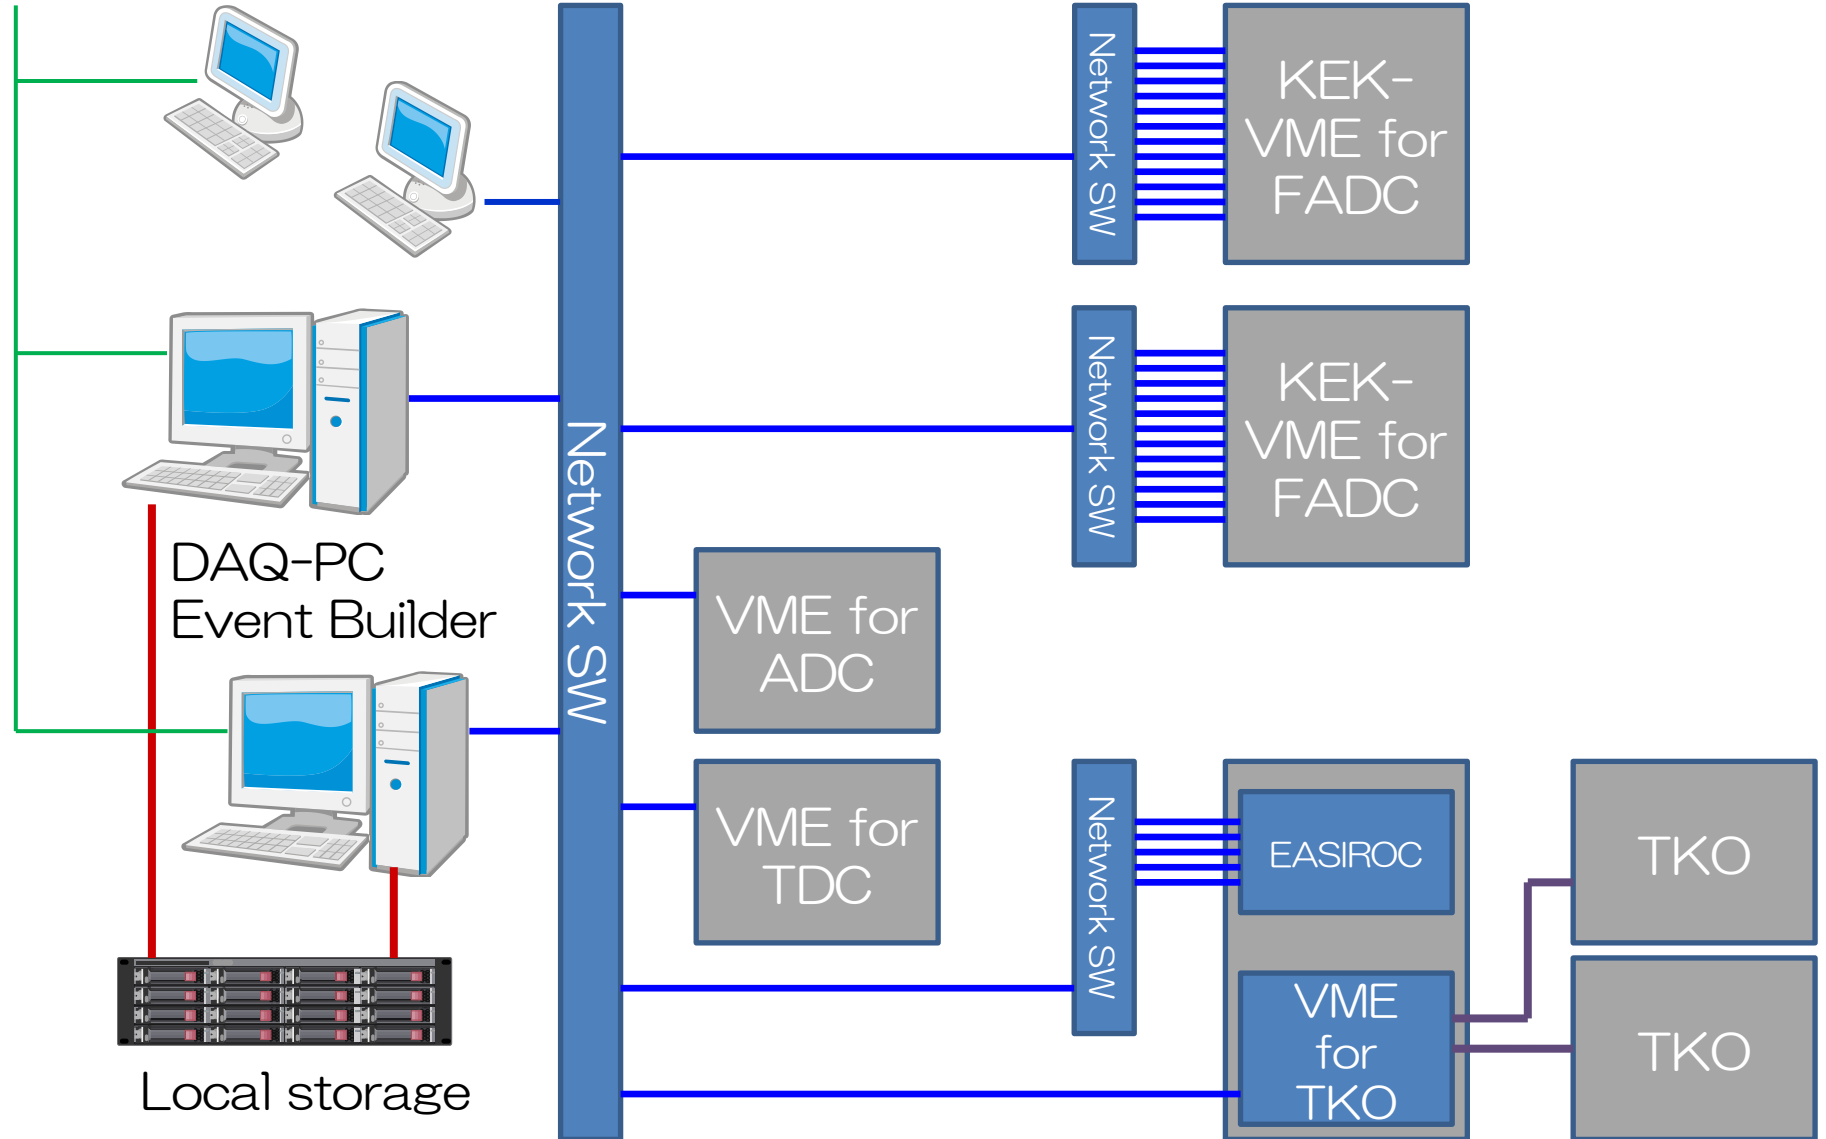 Network SW
KEK-
VME for
FADC
Network SW
KEK-
VME for
FADC
Network SW
DAQ-PC
Event Builder
VME for
ADC
VME for
TDC
Network SW
EASIROC
TKO
VME
for
TKO
TKO
Local storage